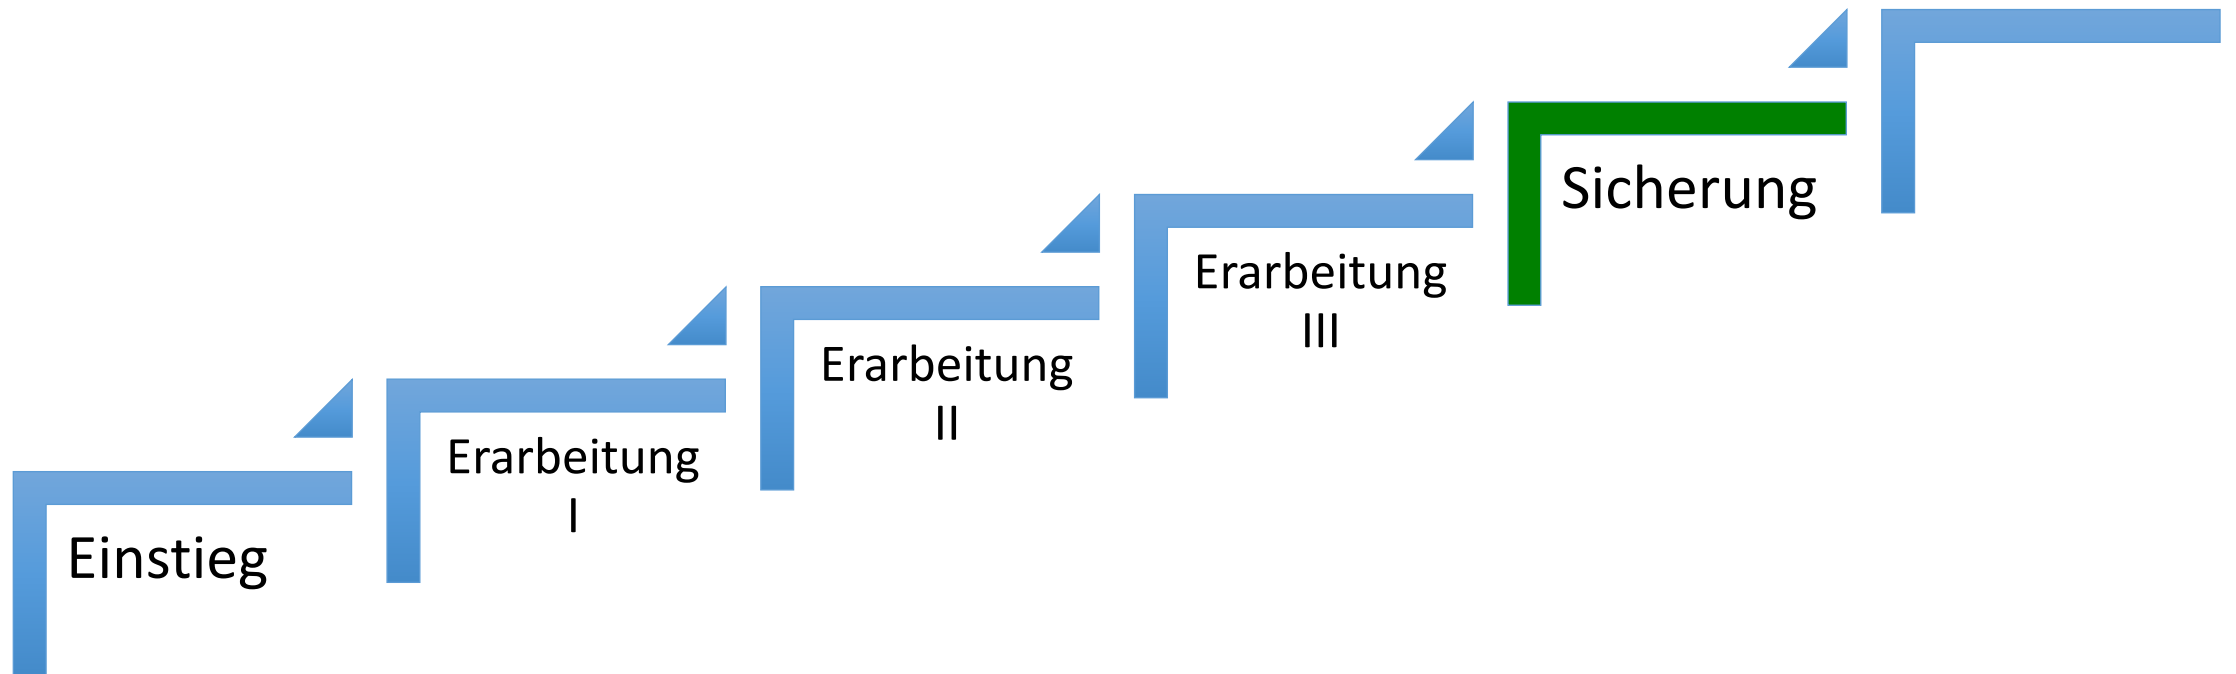 Einstieg
Erarbeitung
I
Erarbeitung
II
Erarbeitung
III
Sicherung